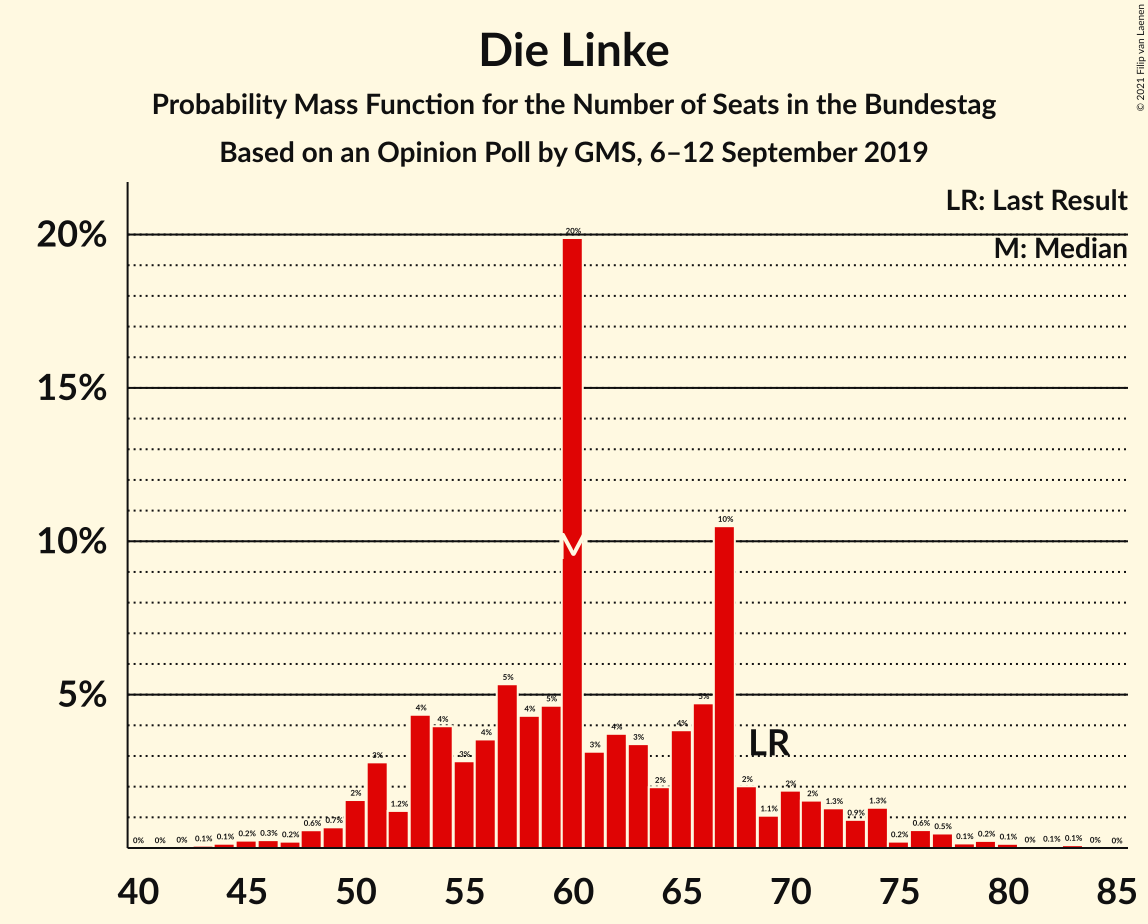 Die Linke
Probability Mass Function for the Number of Seats in the Bundestag
Based on an Opinion Poll by GMS, 6–12 September 2019
© 2021 Filip van Laenen
LR: Last Result
M: Median
20%
15%
10%
5%
0% 0% 0% 0.1% 0.1% 0.2% 0.3% 0.2% 0.6% 0.7% 2% 3% 1.2% 4% 4% 3% 4% 5% 4% 5% 20% 3% 4% 3% 2% 4% 5% 10% 2% 1.1% 2% 2% 1.3% 0.9% 1.3% 0.2% 0.6% 0.5% 0.1% 0.2% 0.1% 0% 0.1% 0.1% 0% 0%
M
LR
40 45 50 55 60 65 70 75 80 85